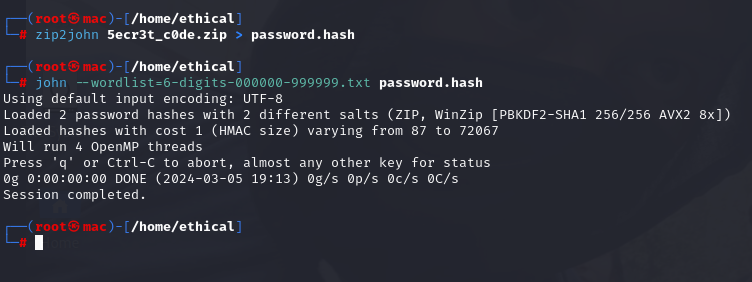 ┌──(root㉿mac)-[/home/ethical]
└─# zip2john 5ecr3t_c0de.zip > password.hash
┌──(root㉿mac)-[/home/ethical]
└─# john --wordlist=6-digits-000000-999999.txt password.hash
Using default input encoding: UTF-8
Loaded 2 password hashes with 2 different salts (ZIP, WinZip [PBKDF2-SHA1 256/256 AVX2 8x])
Loaded hashes with cost 1 (HMAC size) varying from 87 to 72067
Will run 4 OpenMP threads
Press 'q' or Ctrl-C to abort, almost any other key for status
0g 0:00:00:00 DONE (2024-03-05 19:13) 0g/s 0p/s 0c/s 0C/s
Session completed.
┌──(root㉿mac)-[/home/ethical]
└─#